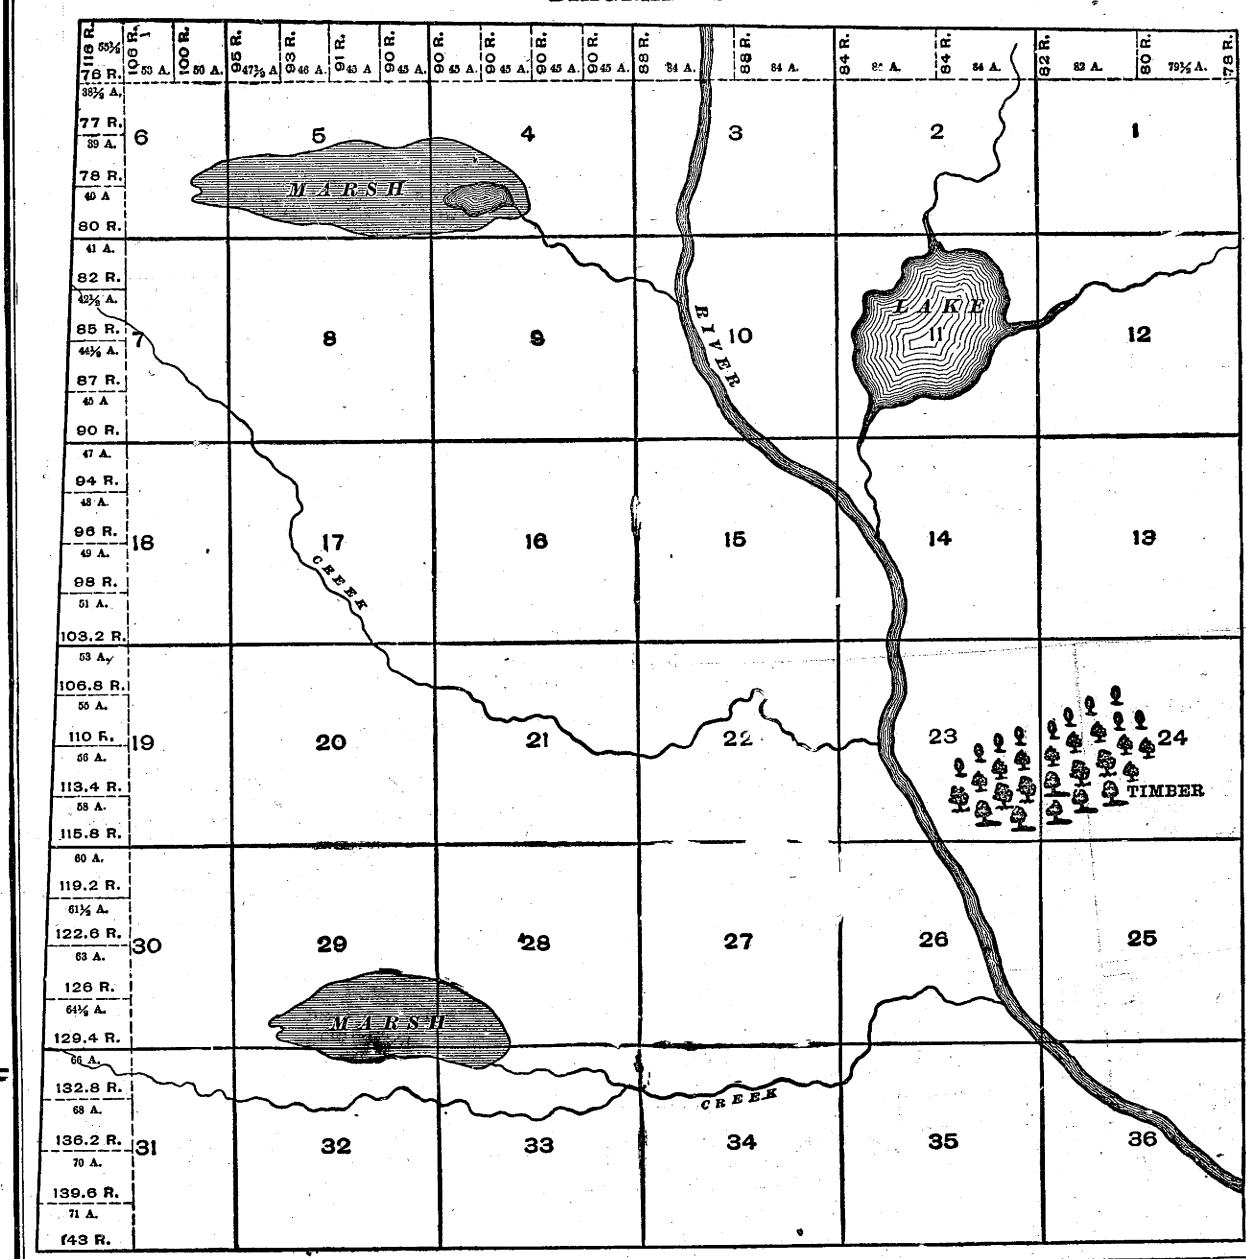 116 R. 55½ 106 R. 53 A. 100 R. 50 A. 95 R. 47½ A 93 R. 46 A. 91 R. 45 A. 90 R. 45 A. 90 R. 45 A. 90 R. 45 A. 90 R. 45 A. 90 R. 45 A. 88 R. 84 A. 88 R. 84 A. 84 R. 84 R. 84 A. 82 R. 82 A. 80 R. 79½ A. 78 R.
76 R.
38½ A.
77 R.
6 5 4 3 2 1
39 A.
78 R.
MARSH
40 A
80 R.
41 A.
82 R.
42½ A.
RIVER
LAKE
85 R.
7 8 9 10 11 12
44½ A.
87 R.
45 A
90 R.
47 A.
94 R.
48 A.
96 R.
18 17 16 15 14 13
49 A.
CREEK
98 R.
51 A.
103.2 R.
53 A.
106.8 R.
55 A.
110 R.
19 20 21 22 23 24
56 A.
113.4 R.
TIMBER
58 A.
115.8 R.
60 A.
119.2 R.
61½ A.
122.6 R.
30 29 28 27 26 25
63 A.
126 R.
64½ A.
MARSH
129.4 R.
66 A.
132.8 R.
CREEK
68 A.
136.2 R.
31 32 33 34 35 36
70 A.
139.6 R.
71 A.
143 R.